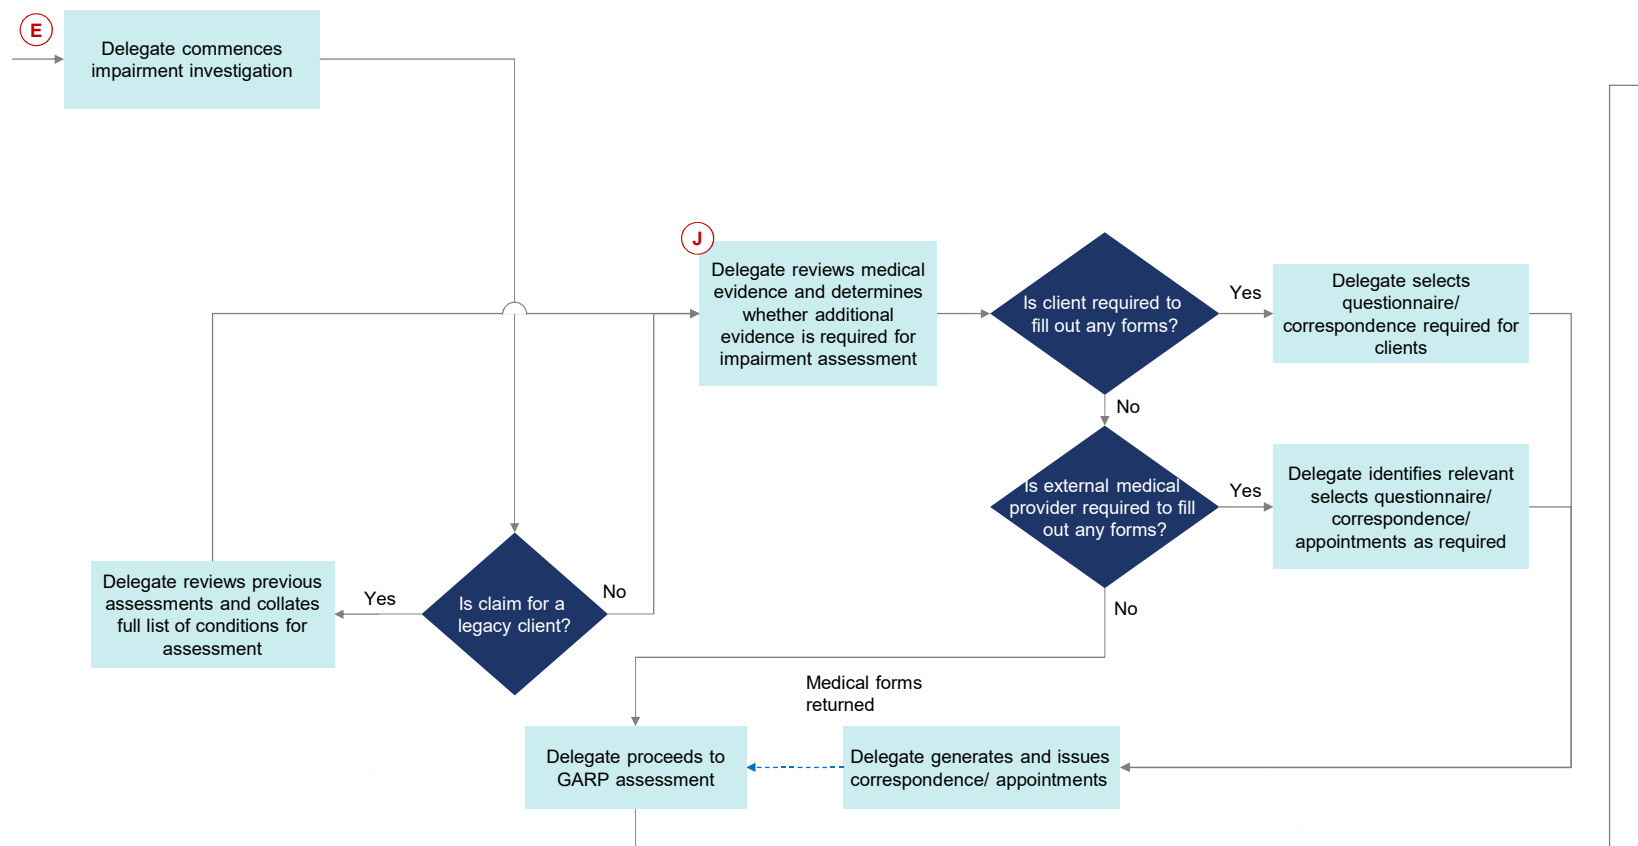 E
Delegate commences
impairment investigation
J
Delegate reviews medical
evidence and determines
whether additional
evidence is required for
impairment assessment
Is client required to
fill out any forms?
Yes
Delegate selects
questionnaire/
correspondence required for
clients
No
Is external medical
provider required to fill
out any forms?
Yes
Delegate identifies relevant
selects questionnaire/
correspondence/
appointments as required
No
Delegate reviews previous
assessments and collates
full list of conditions for
assessment
Yes
Is claim for a
legacy client?
No
Medical forms
returned
Delegate proceeds to
GARP assessment
Delegate generates and issues
correspondence/ appointments